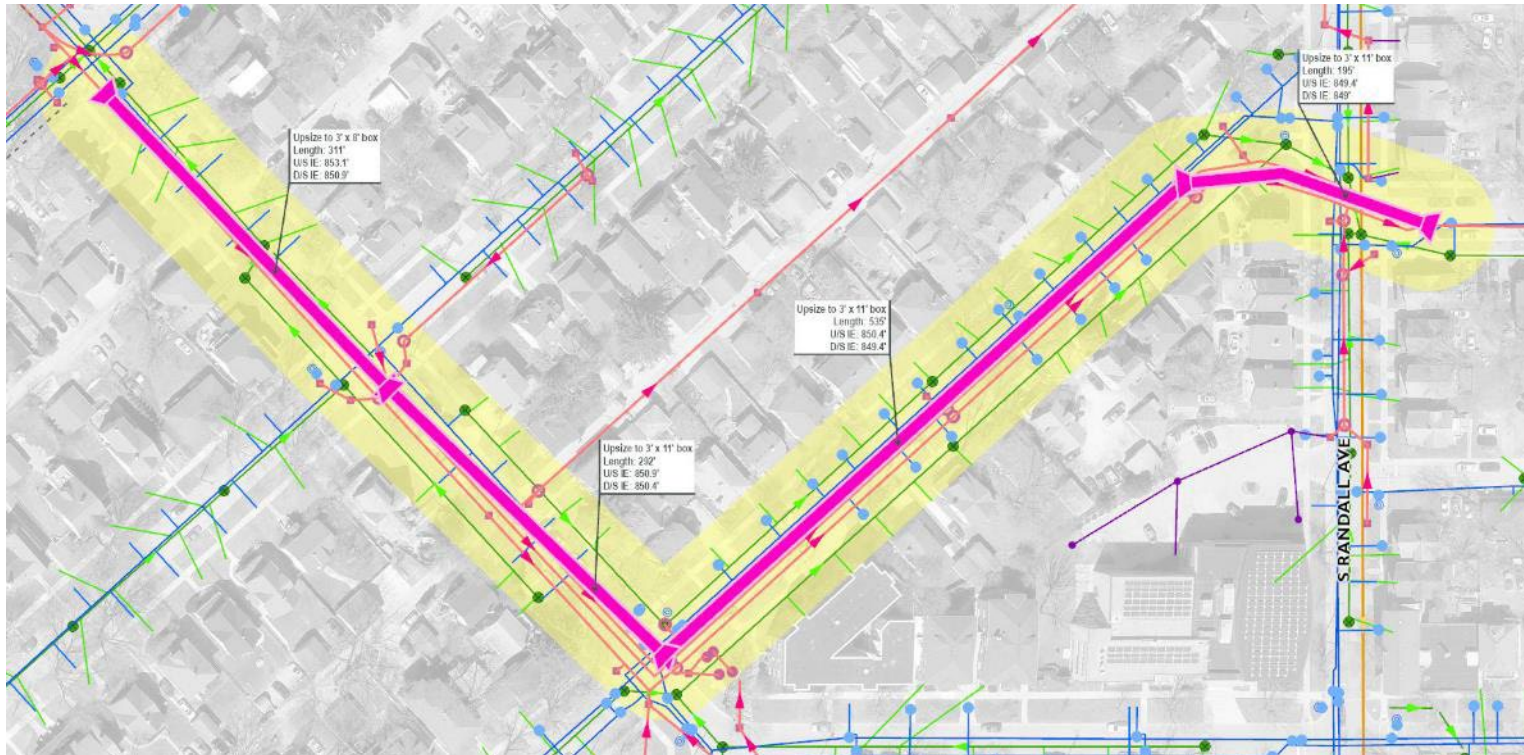 Upsize to 3' x 11' box
Length: 195'
U/S IE: 849.4'
D/S IE: 849'
Upsize to 3' x 8' box
Length: 311'
U/S IE: 853.1'
D/S IE: 850.9'
Upsize to 3' x 11' box
Length: 535'
U/S IE: 850.4'
D/S IE: 849.4'
Upsize to 3' x 11' box
Length: 292'
U/S IE: 850.9'
D/S IE: 850.4'
S RANDALL AVE